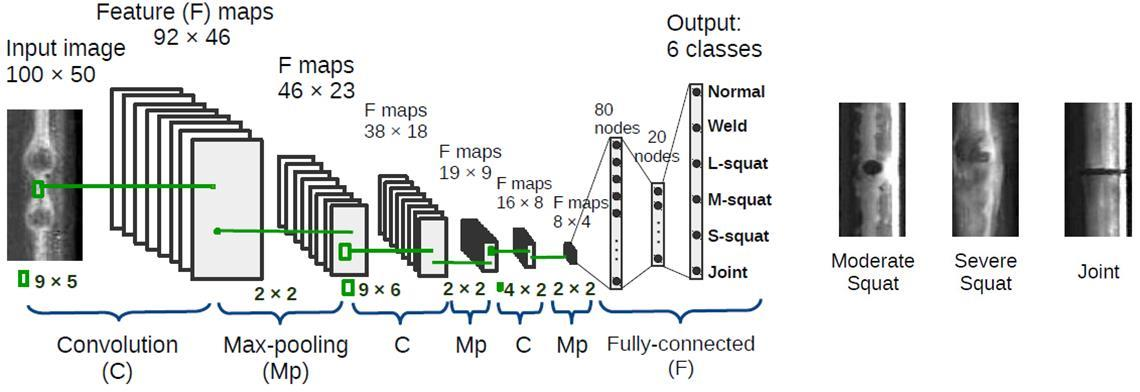 Feature (F) maps
92 × 46
Input image
100 × 50
F maps
46 × 23
F maps
38 × 18
F maps
19 × 9
F maps
16 × 8
F maps
8 × 4
80
nodes
20
nodes
Output:
6 classes
Normal
Weld
L-squat
M-squat
S-squat
Joint
9 × 5
2 × 2
9 × 6
2 × 2
4 × 2
2 × 2
Convolution
(C)
Max-pooling
(Mp)
C
Mp
C
Mp
Fully-connected
(F)
Moderate
Squat
Severe
Squat
Joint